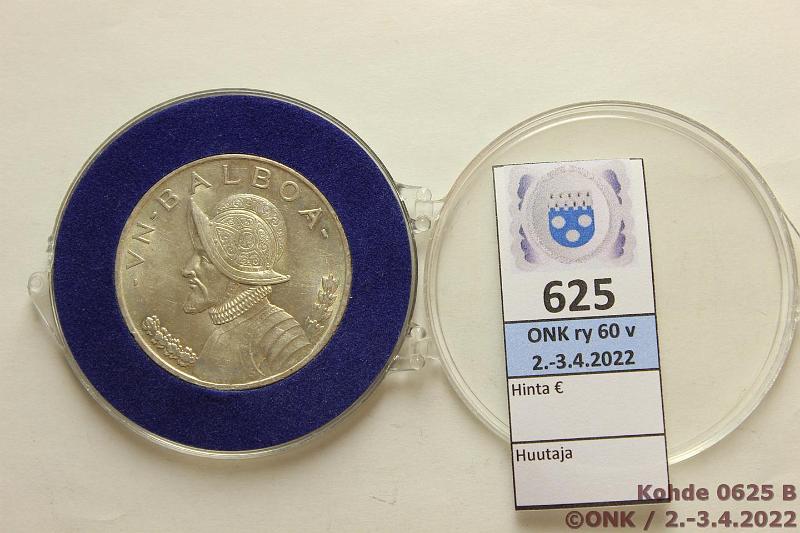 VN·BALBOA
625
ONK ry 60 v
2.-3.4.2022
Hinta €
Huutaja
Kohde 0625 B
©ONK / 2.-3.4.2022